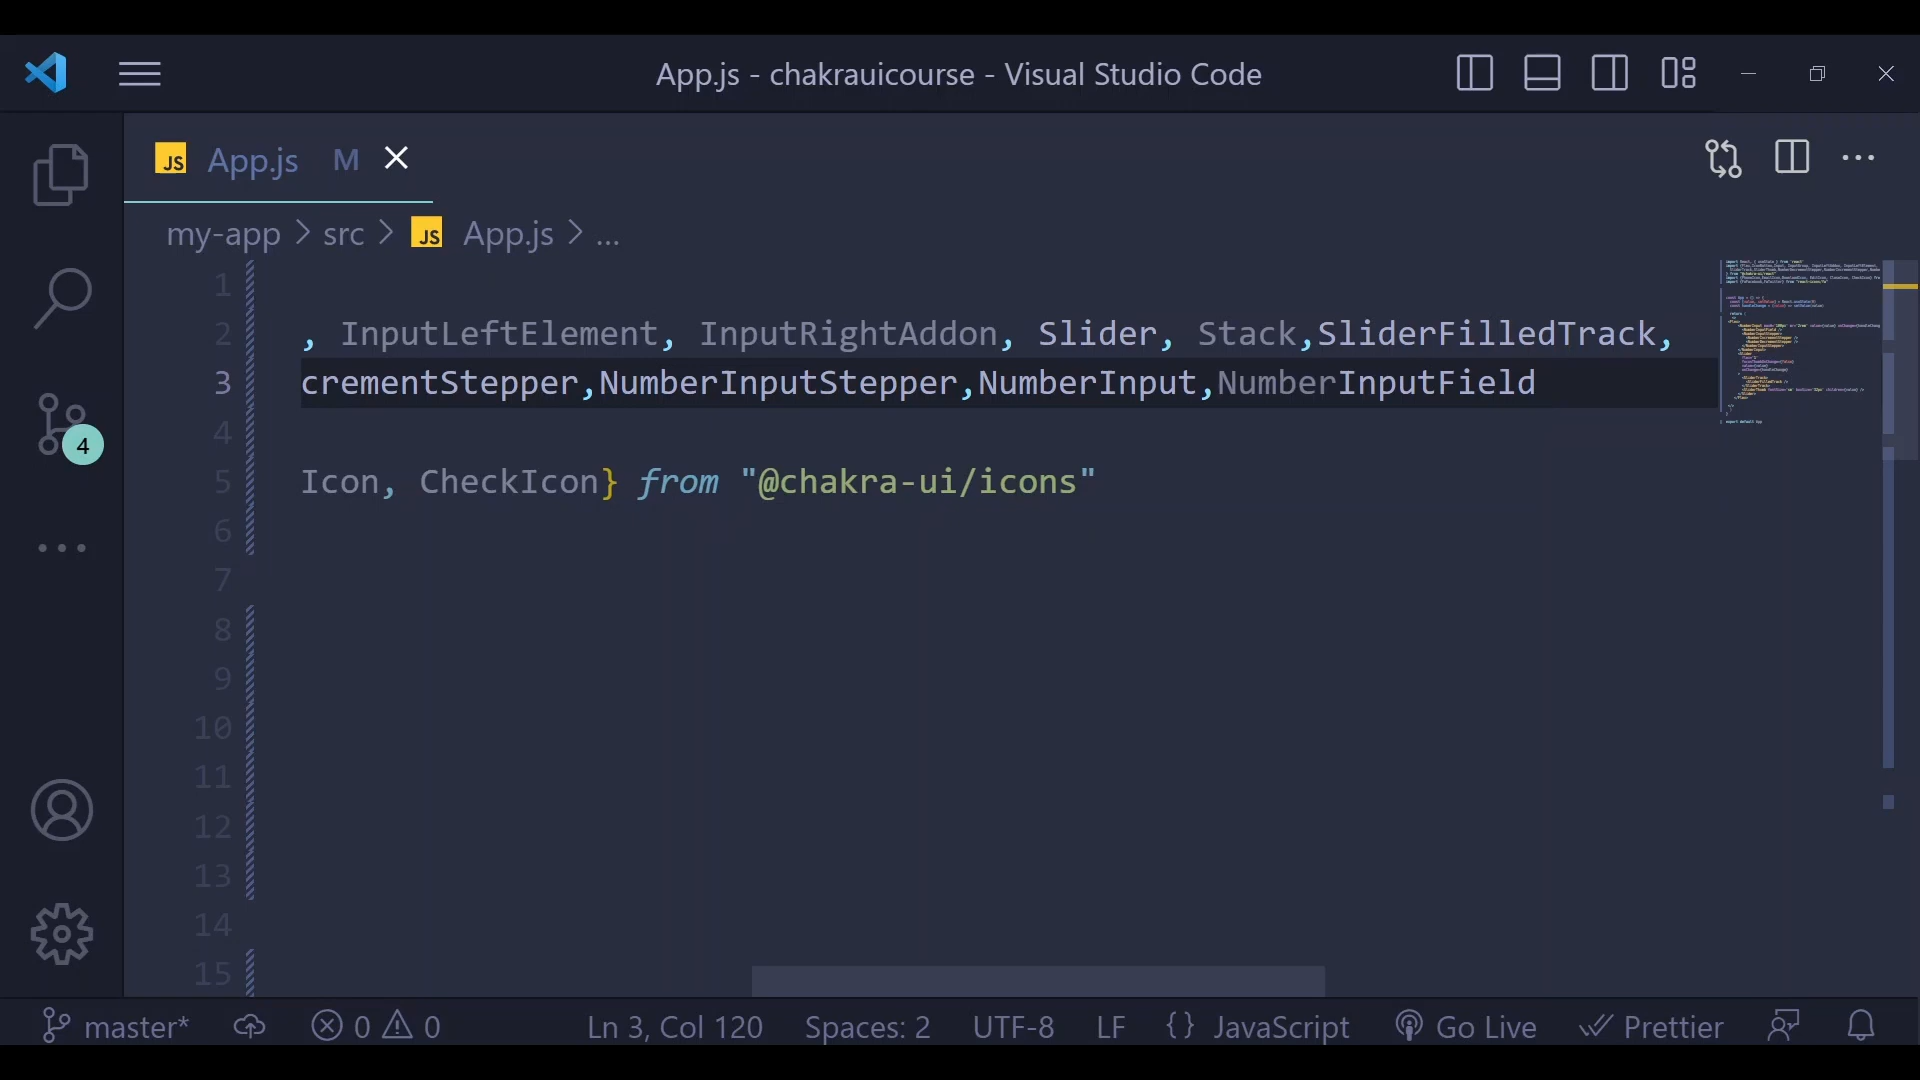 App.js - chakrauicourse - Visual Studio Code
JS App.js M
my-app > src > JS App.js > ...
1
2 , InputLeftElement, InputRightAddon, Slider, Stack,SliderFilledTrack,
3 crementStepper,NumberInputStepper,NumberInput,NumberInputField
4
5 Icon, CheckIcon} from "@chakra-ui/icons"
6
7
8
9
10
11
12
13
14
15
4
master* 0 0 Ln 3, Col 120 Spaces: 2 UTF-8 LF {} JavaScript Go Live Prettier